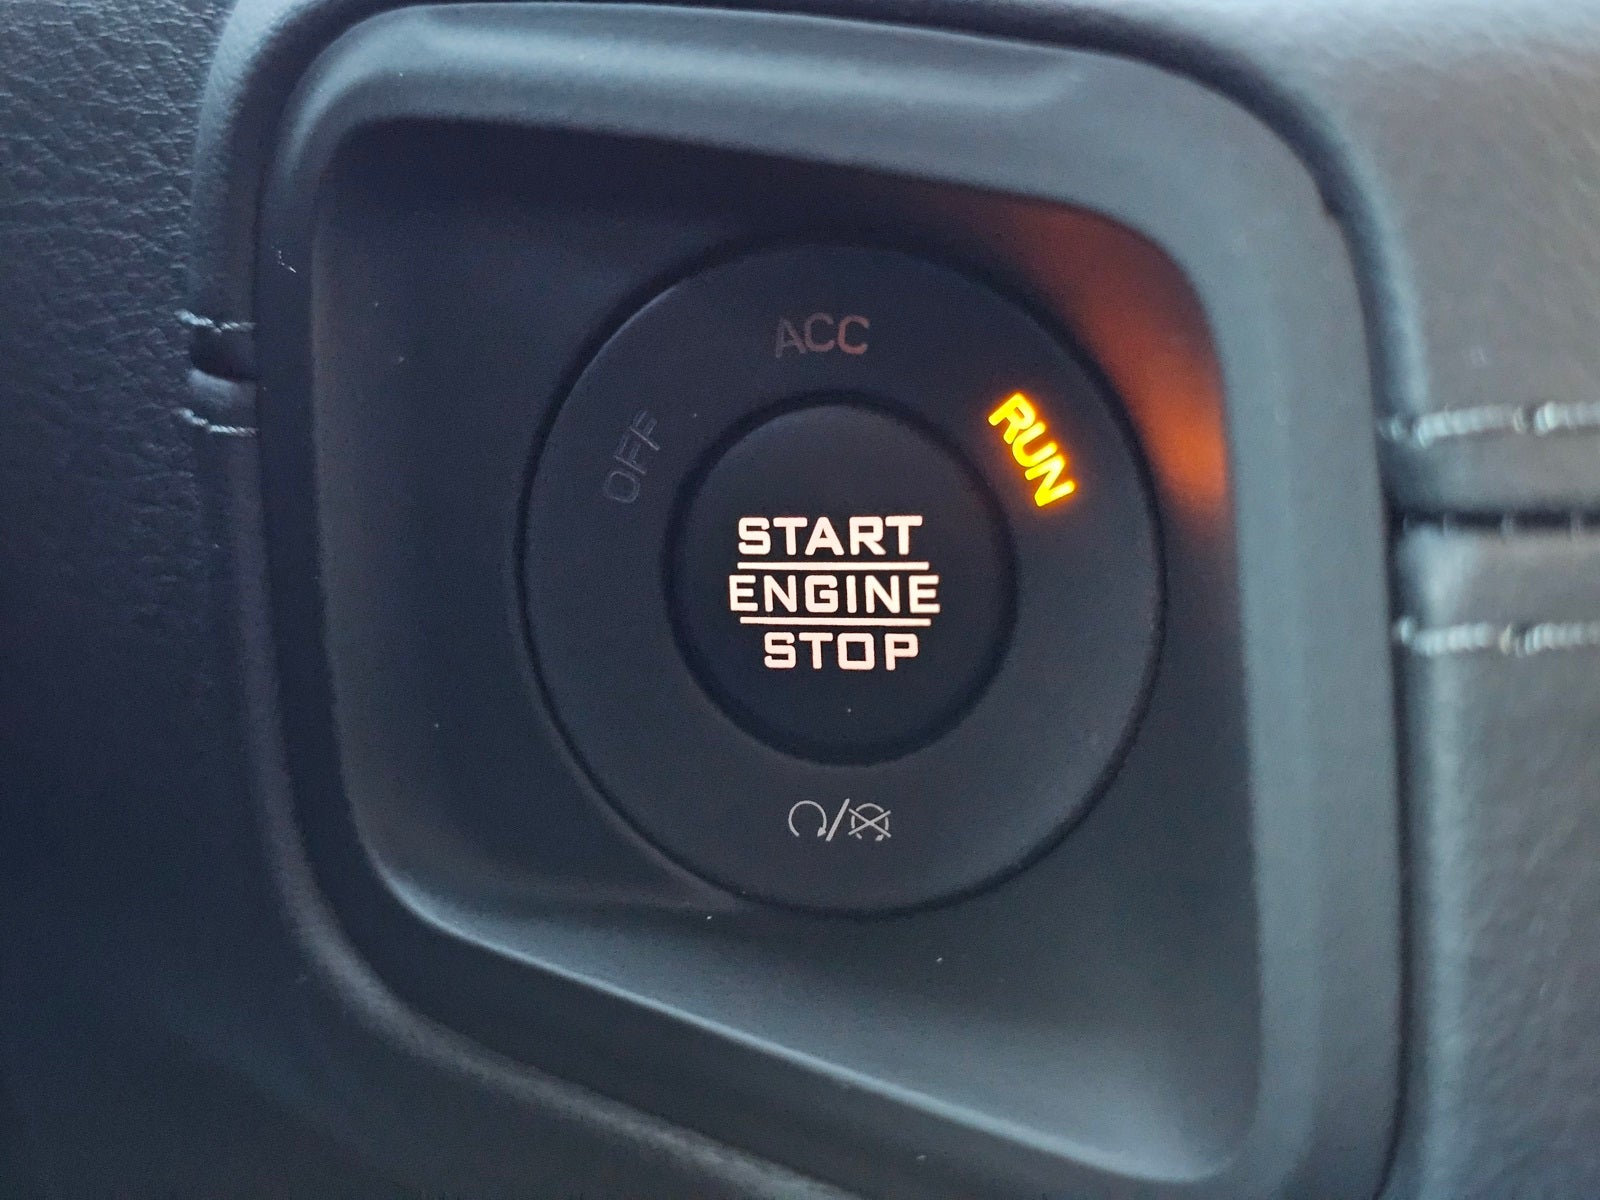 ACC
OFF
RUN
START
ENGINE
STOP